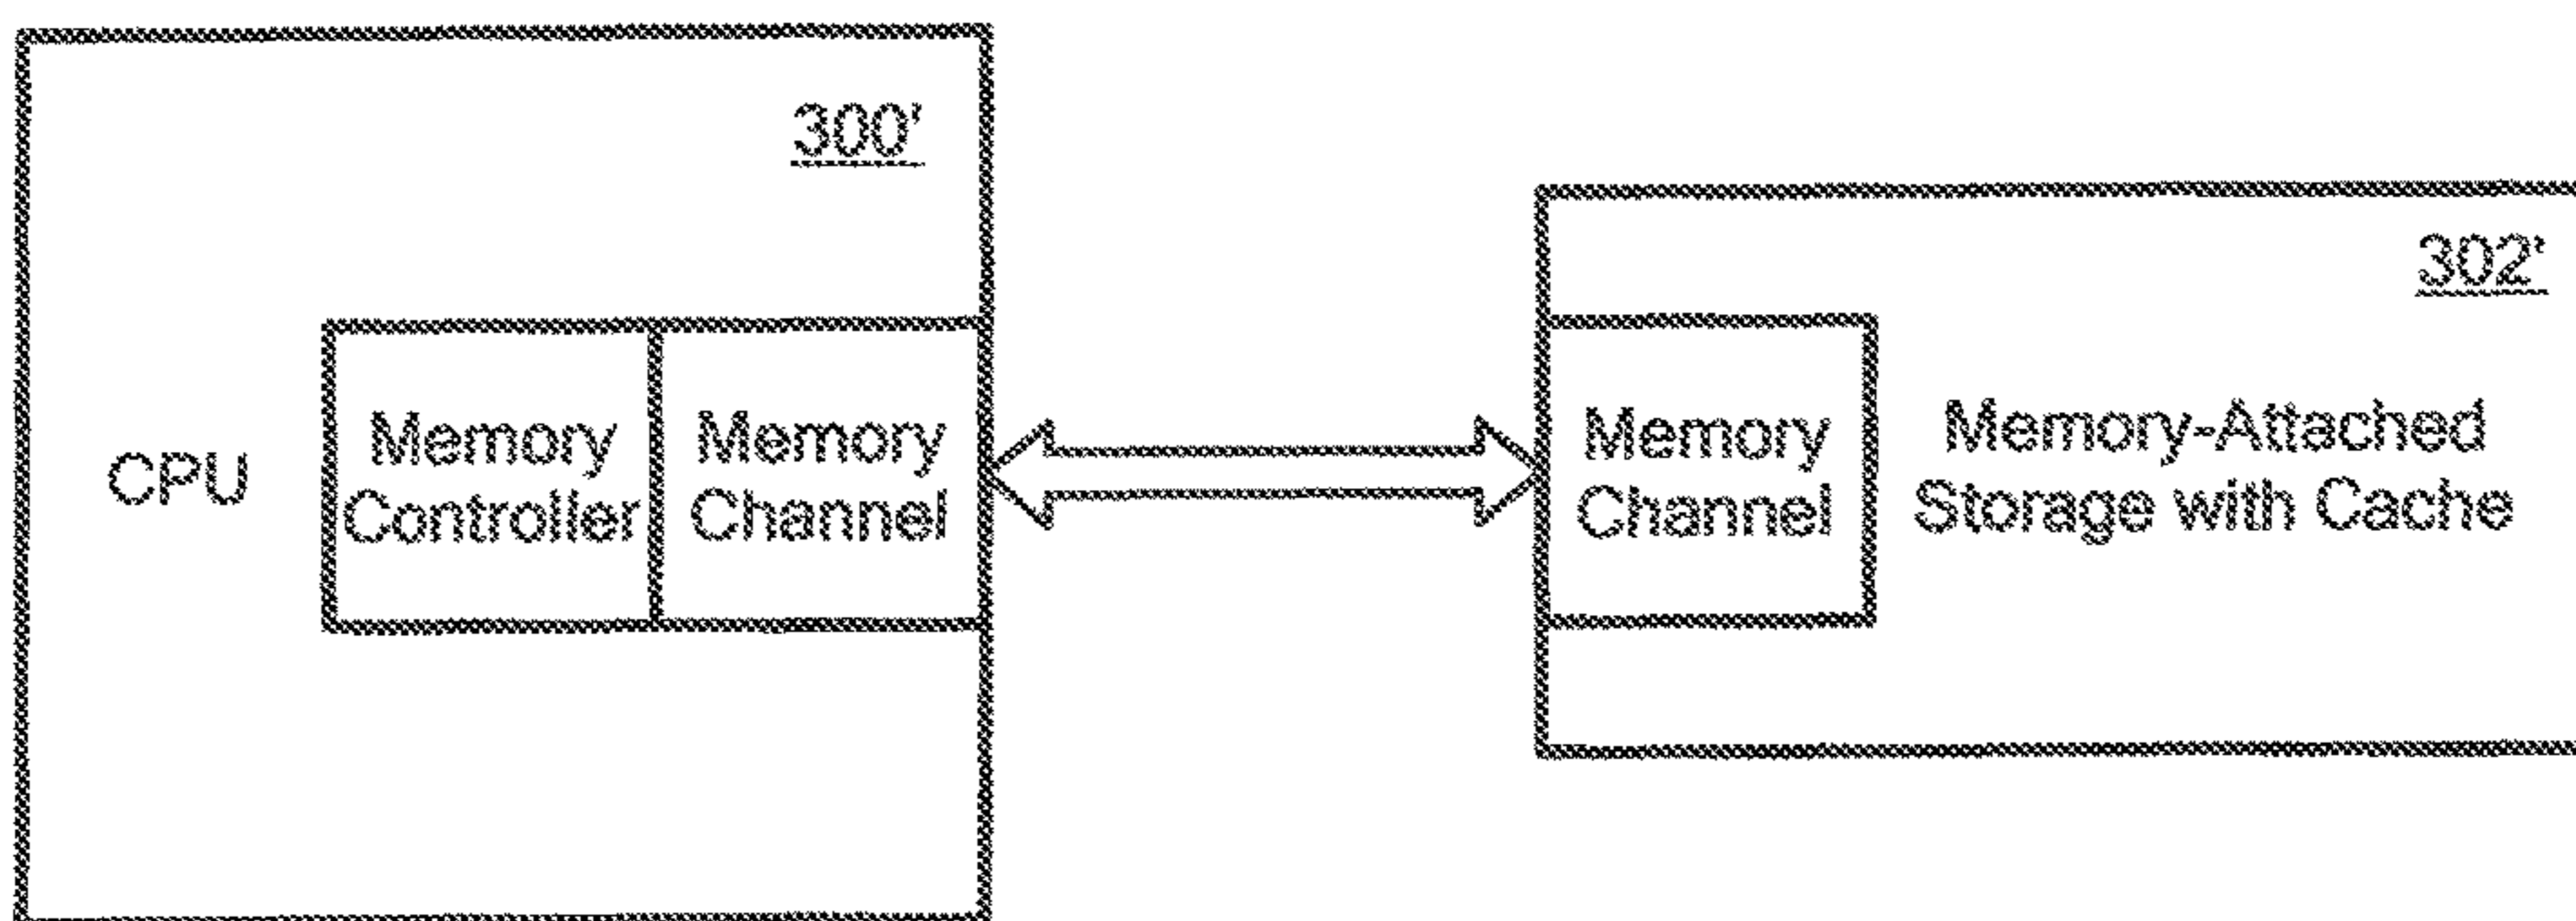 300'
302'
CPU
Memory
Controller
Memory
Channel
Memory
Channel
Memory-Attached
Storage with Cache